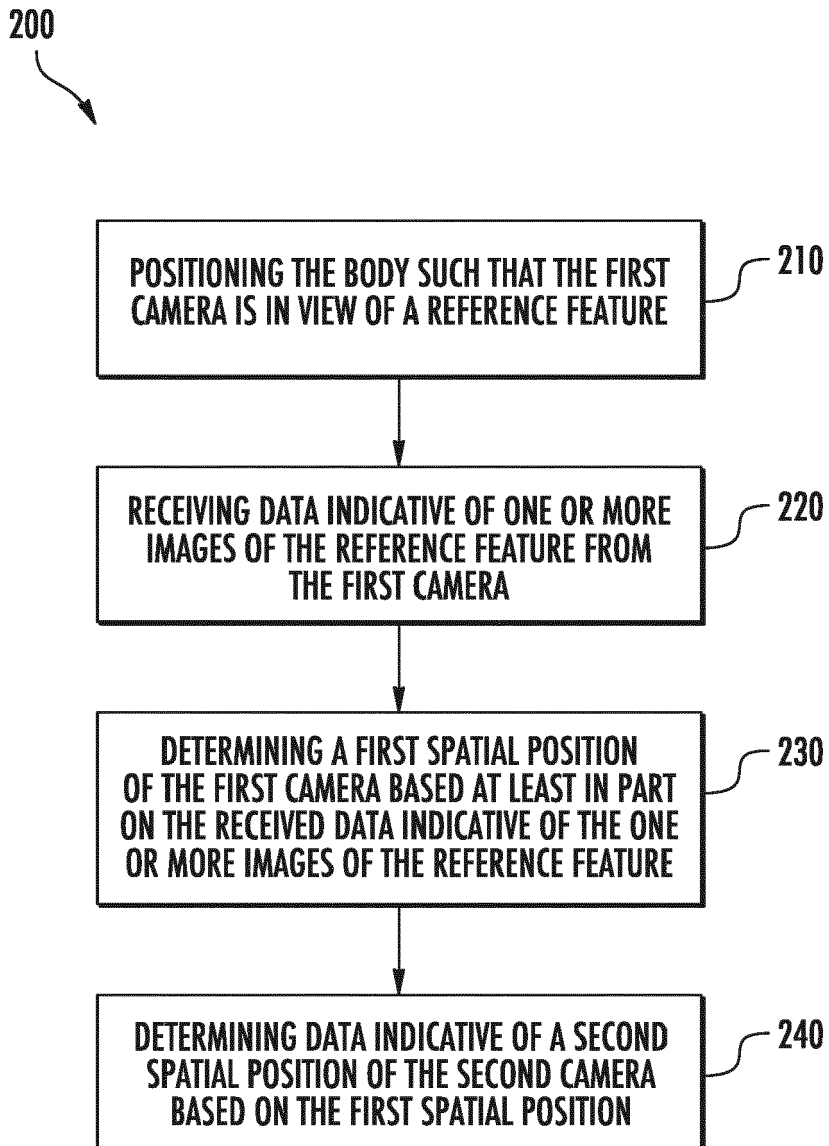 200
POSITIONING THE BODY SUCH THAT THE FIRST
CAMERA IS IN VIEW OF A REFERENCE FEATURE
210
RECEIVING DATA INDICATIVE OF ONE OR MORE
IMAGES OF THE REFERENCE FEATURE FROM
THE FIRST CAMERA
220
DETERMINING A FIRST SPATIAL POSITION
OF THE FIRST CAMERA BASED AT LEAST IN PART
ON THE RECEIVED DATA INDICATIVE OF THE ONE
OR MORE IMAGES OF THE REFERENCE FEATURE
230
DETERMINING DATA INDICATIVE OF A SECOND
SPATIAL POSITION OF THE SECOND CAMERA
BASED ON THE FIRST SPATIAL POSITION
240